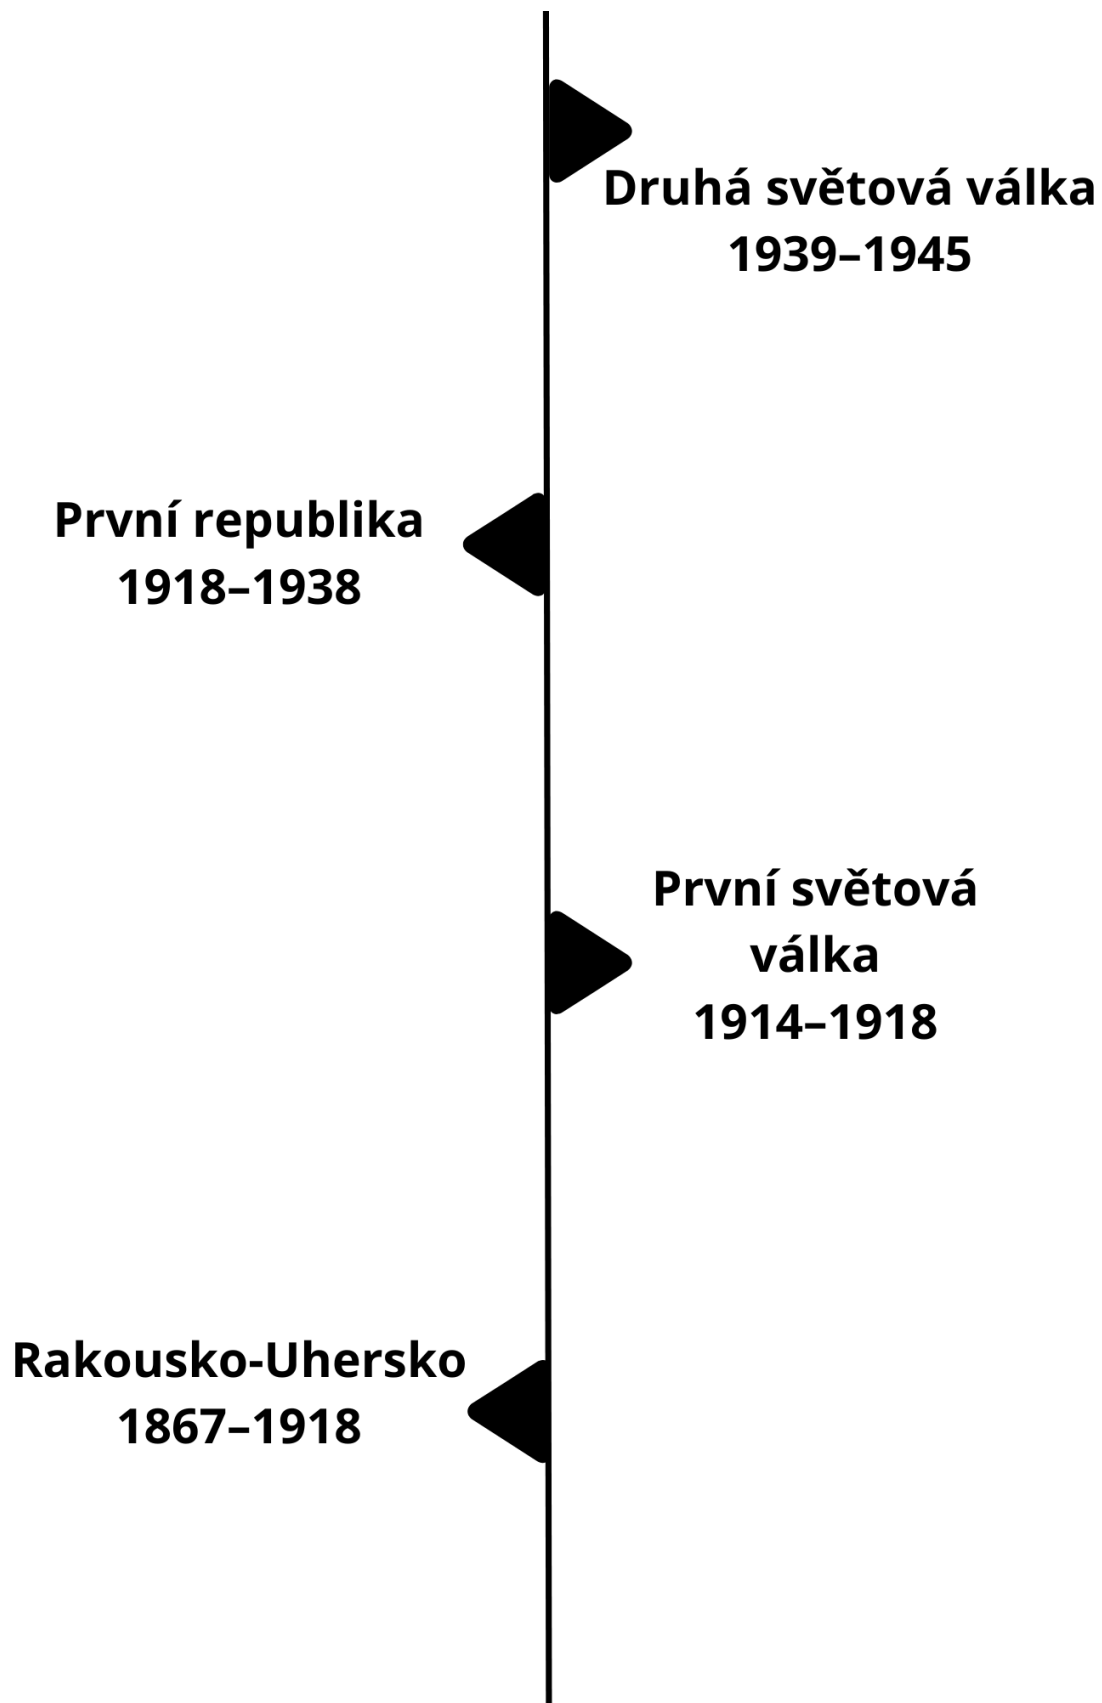 Druhá světová válka
1939–1945
První republika
1918–1938
První světová
válka
1914–1918
Rakousko-Uhersko
1867–1918